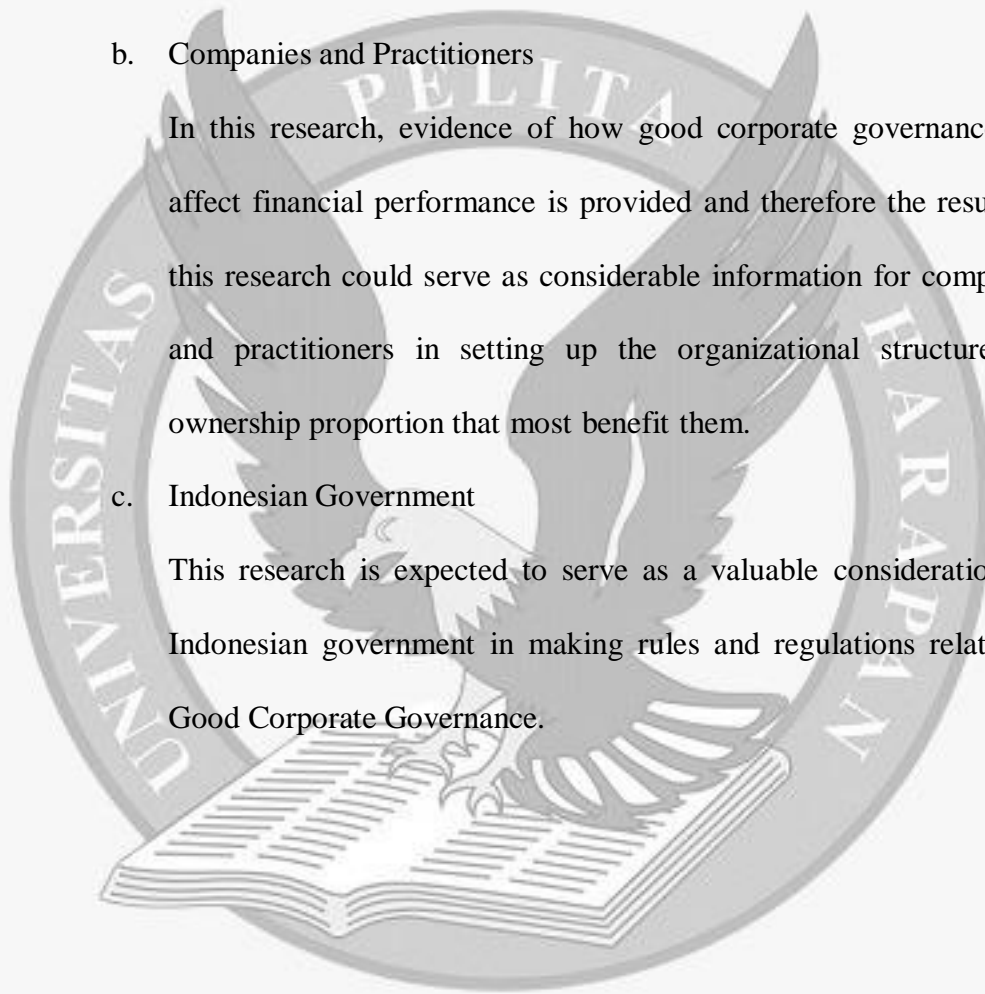 b. Companies and Practitioners
In this research, evidence of how good corporate governanc
affect financial performance is provided and therefore the resu
this research could serve as considerable information for comp
and practitioners in setting up the organizational structure
ownership proportion that most benefit them.
c. Indonesian Government
This research is expected to serve as a valuable consideratio
Indonesian government in making rules and regulations relat
Good Corporate Governance.
UNIVERSITAS PELITA HARAPAN